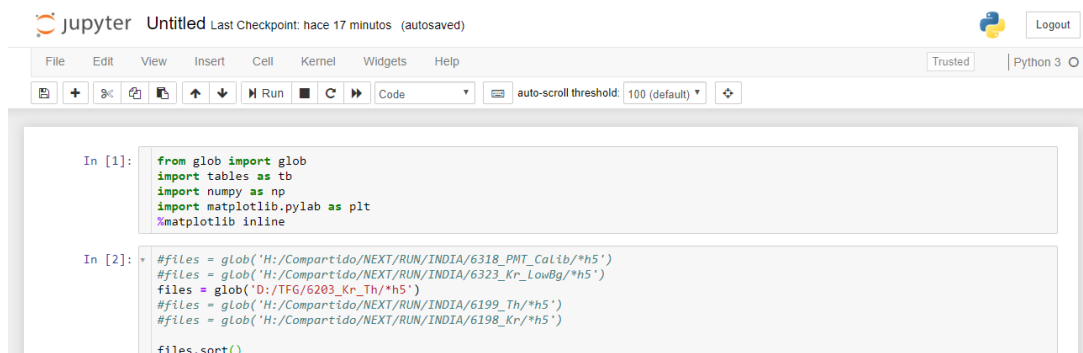 jupyter Untitled Last Checkpoint: hace 17 minutos (autosaved)
Logout
File Edit View Insert Cell Kernel Widgets Help
Trusted
Python 3
Run
Code
auto-scroll threshold: 100 (default)
In [1]:
from glob import glob
import tables as tb
import numpy as np
import matplotlib.pylab as plt
%matplotlib inline
In [2]:
#files = glob('H:/Compartido/NEXT/RUN/INDIA/6318_PMT_Calib/*h5')
#files = glob('H:/Compartido/NEXT/RUN/INDIA/6323_Kr_LowBg/*h5')
files = glob('D:/TFG/6203_Kr_Th/*h5')
#files = glob('H:/Compartido/NEXT/RUN/INDIA/6199_Th/*h5')
#files = glob('H:/Compartido/NEXT/RUN/INDIA/6198_Kr/*h5')
files.sort()